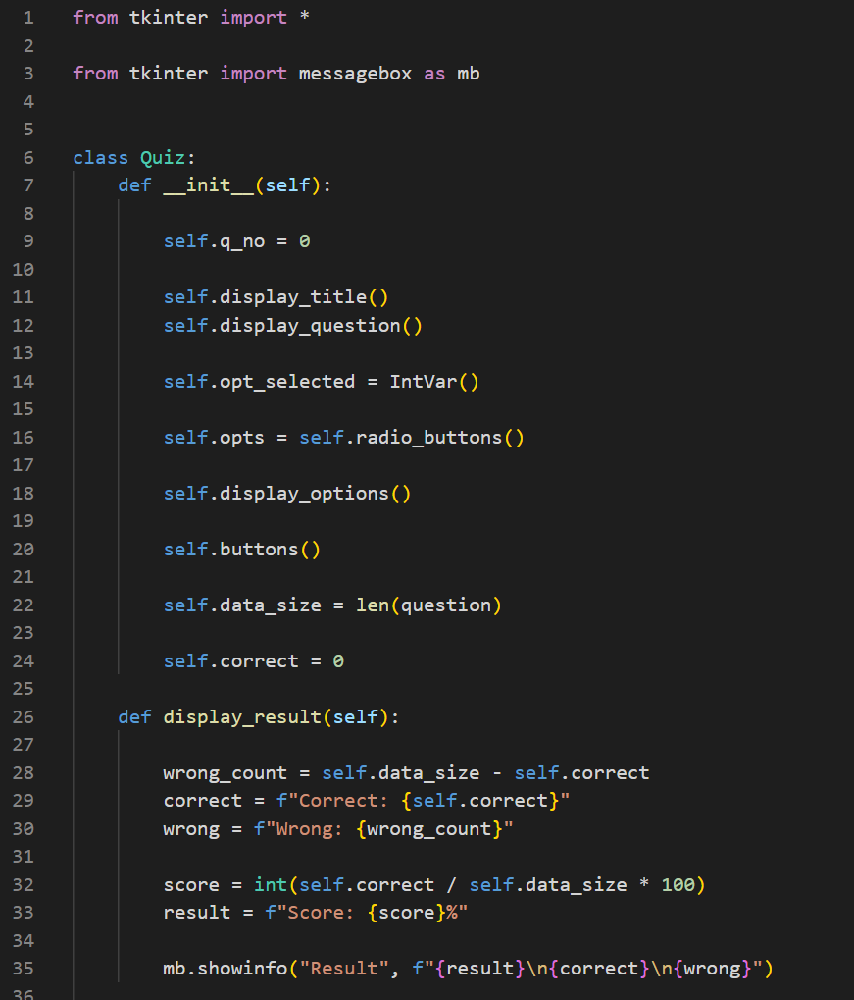 1 from tkinter import *
2
3 from tkinter import messagebox as mb
4
5
6 class Quiz:
7     def __init__(self):
8
9         self.q_no = 0
10
11         self.display_title()
12         self.display_question()
13
14         self.opt_selected = IntVar()
15
16         self.opts = self.radio_buttons()
17
18         self.display_options()
19
20         self.buttons()
21
22         self.data_size = len(question)
23
24         self.correct = 0
25
26     def display_result(self):
27
28         wrong_count = self.data_size - self.correct
29         correct = f"Correct: {self.correct}"
30         wrong = f"Wrong: {wrong_count}"
31
32         score = int(self.correct / self.data_size * 100)
33         result = f"Score: {score}%"
34
35         mb.showinfo("Result", f"{result}\n{correct}\n{wrong}")
36